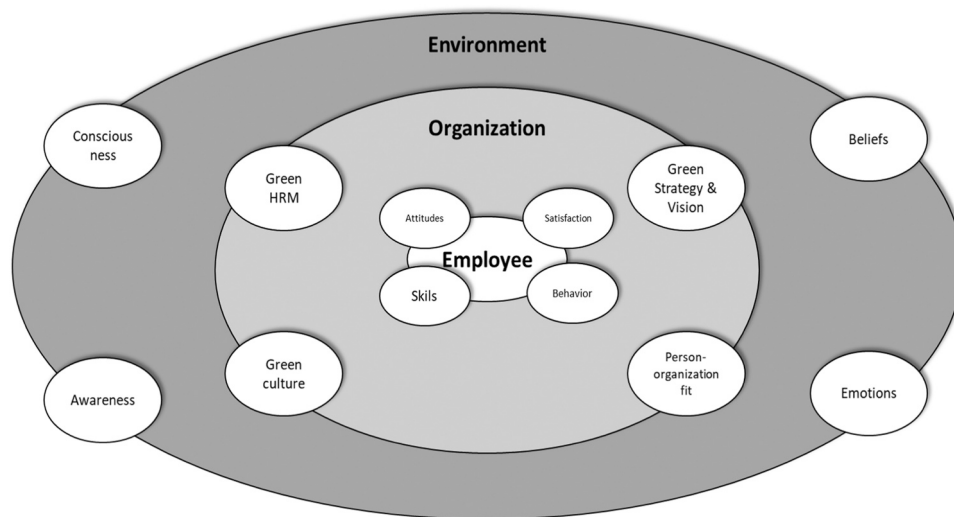 Environment
Conscious
ness
Beliefs
Organization
Green
HRM
Green
Strategy &
Vision
Attitudes
Satisfaction
Employee
Skils
Behavior
Green
culture
Person-
organization
fit
Awareness
Emotions